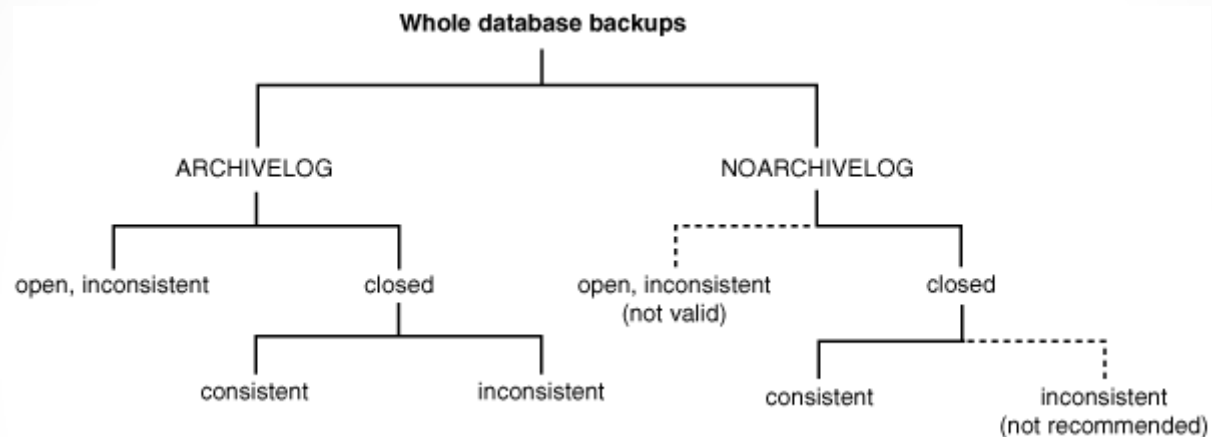 Whole database backups
ARCHIVELOG
NOARCHIVELOG
open, inconsistent
closed
open, inconsistent
(not valid)
closed
consistent
inconsistent
consistent
inconsistent
(not recommended)